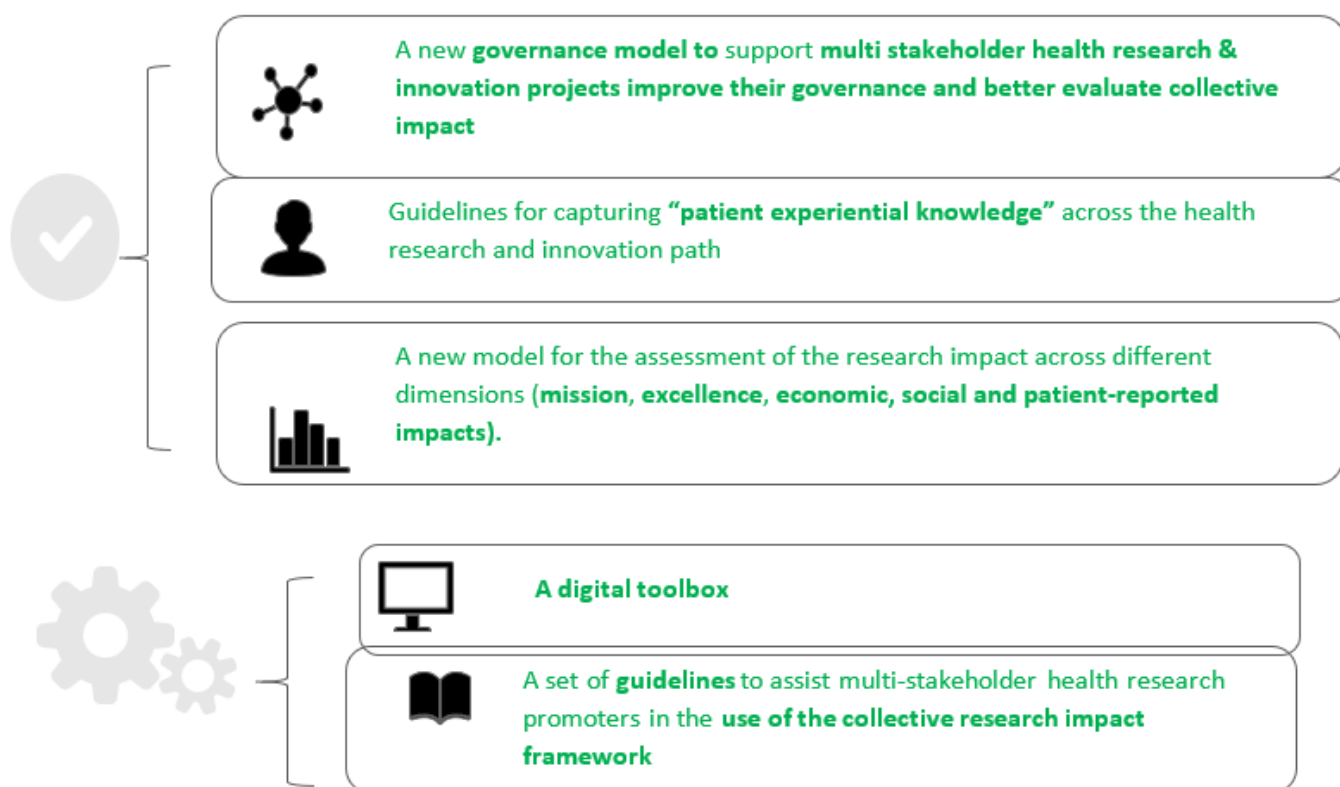 A new governance model to support multi stakeholder health research &
innovation projects improve their governance and better evaluate collective
impact
Guidelines for capturing “patient experiential knowledge” across the health
research and innovation path
A new model for the assessment of the research impact across different
dimensions (mission, excellence, economic, social and patient-reported
impacts).
A digital toolbox
A set of guidelines to assist multi-stakeholder health research
promoters in the use of the collective research impact
framework